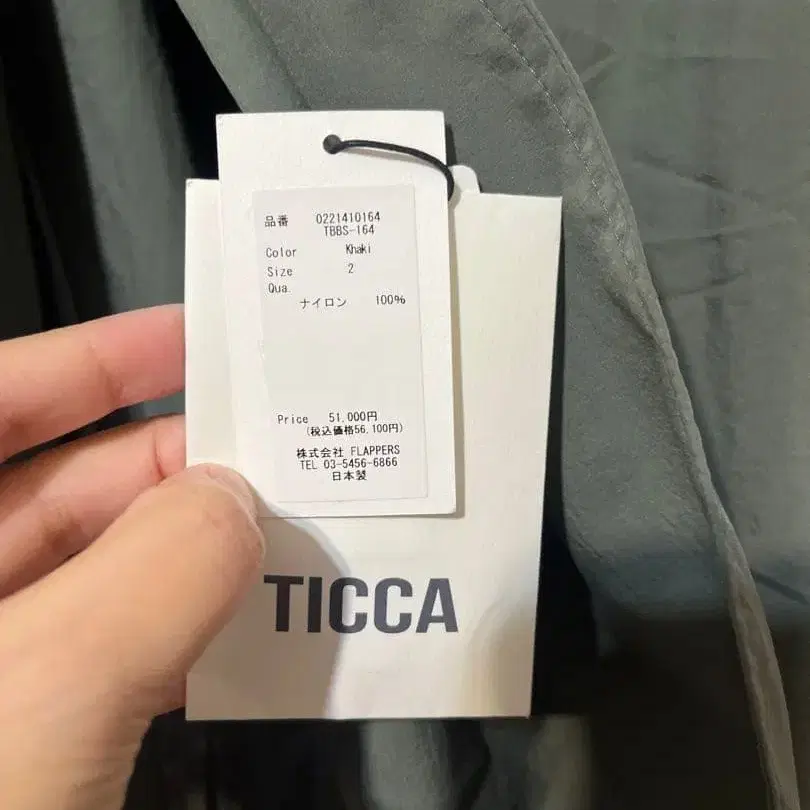 品番 0221410164
TBBS-164
Color Khaki
Size 2
Qua.
ナイロン 100%
Price 51,000円
(税込価格56,100円)
株式会社 FLAPPERS
TEL 03-5456-6866
日本製
TICCA